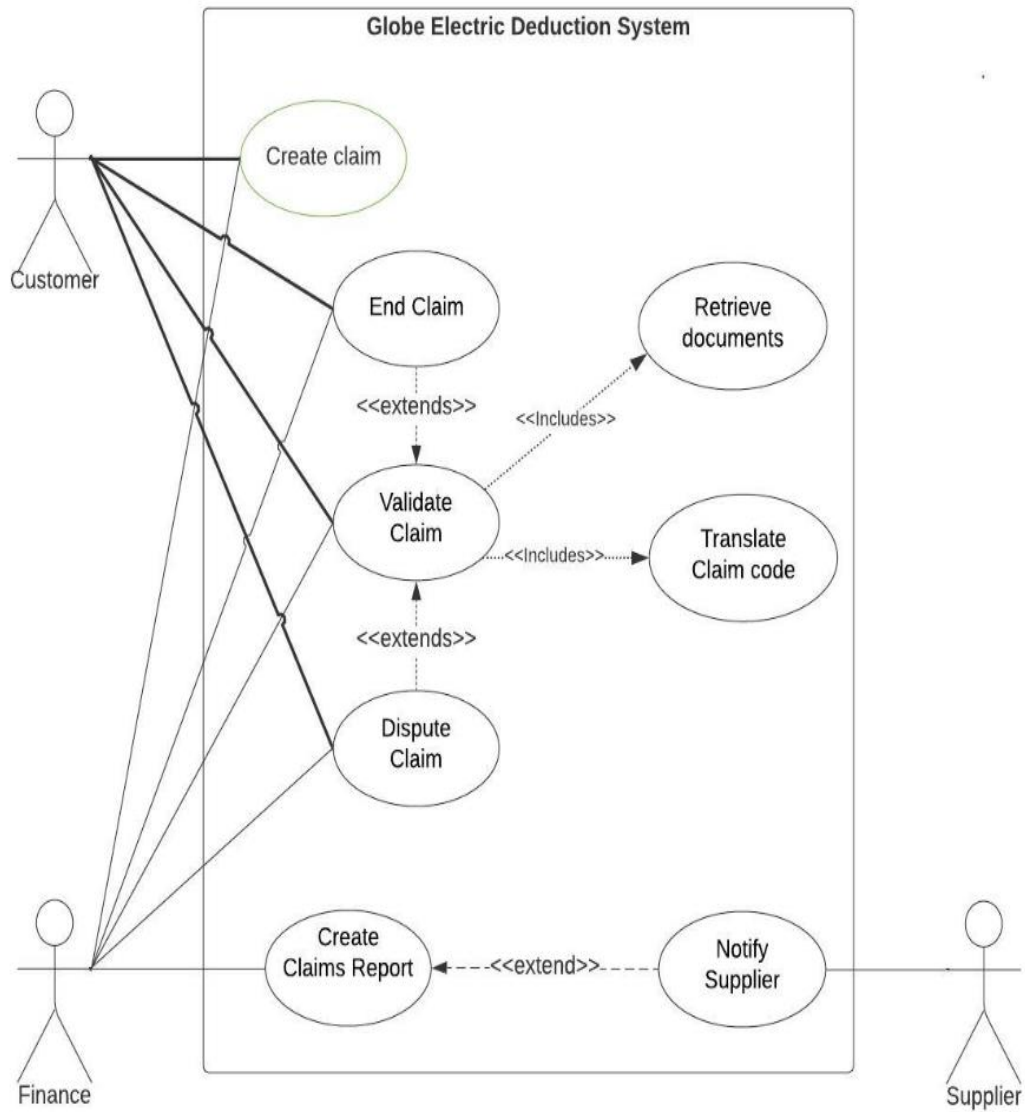 Globe Electric Deduction System
Create claim
Customer
End Claim
Retrieve
documents
<<extends>>
<<Includes>>
Validate
Claim
<<Includes>>
Translate
Claim code
<<extends>>
Dispute
Claim
Create
Claims Report
<<extend>>
Notify
Supplier
Finance
Supplier